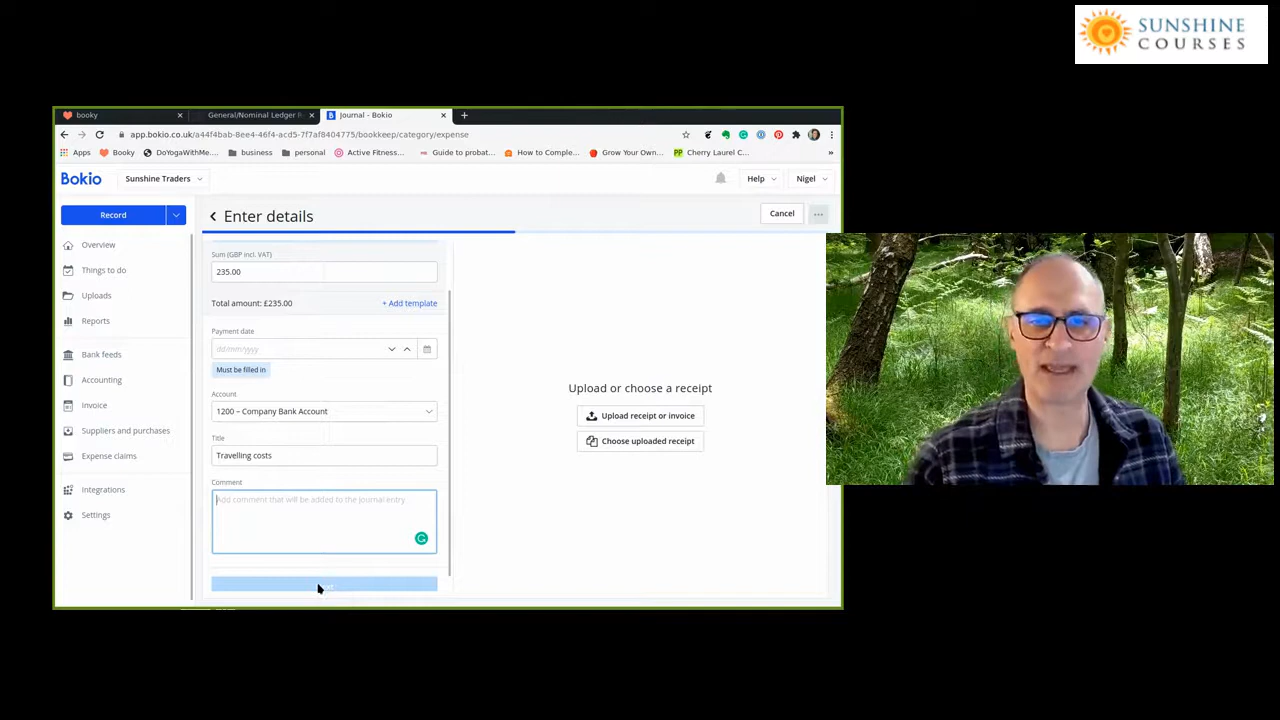 SUNSHINE
COURSES
booky
General/Nominal Ledger
Journal - Bokio
app.bokio.co.uk/a44f4bab-8ee4-46f4-acd5-7f7af8404775/bookkeep/category/expense
Apps
Booky
DoYogaWithMe....
business
personal
Active Fitness...
Guide to probat...
How to Comple...
Grow Your Own...
Cherry Laurel C...
»
Bokio
Sunshine Traders
Help
Nigel
Record
Enter details
Cancel
...
Overview
Things to do
Uploads
Reports
Bank feeds
Accounting
Invoice
Suppliers and purchases
Expense claims
Integrations
Settings
Sum (GBP incl. VAT)
235.00
Total amount: £235.00
+ Add template
Payment date
dd/mm/yyyy
Must be filled in
Account
1200 – Company Bank Account
Title
Travelling costs
Comment
Add comment that will be added to the journal entry
Upload or choose a receipt
Upload receipt or invoice
Choose uploaded receipt